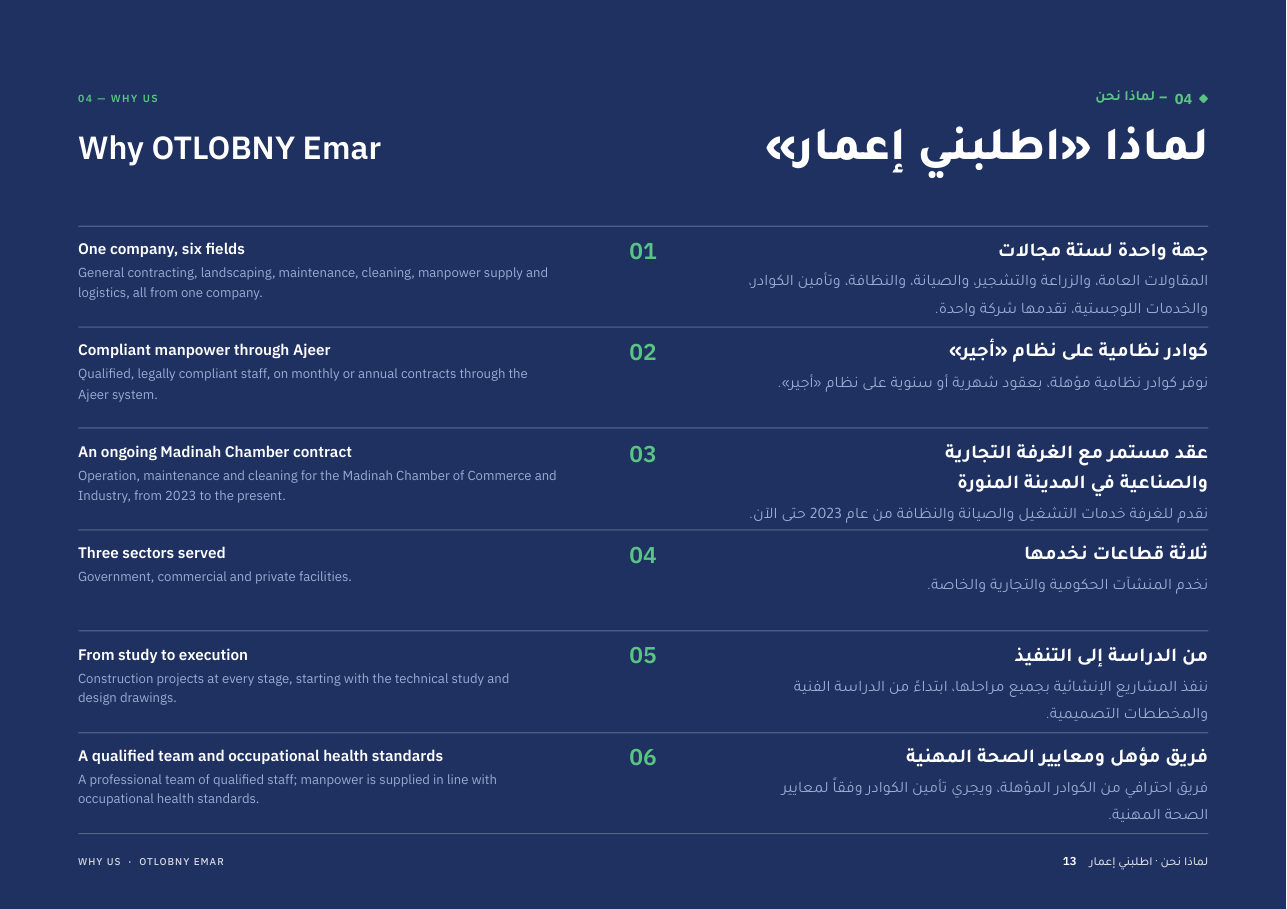 04 — WHY US
04 – لماذا نحن
Why OTLOBNY Emar
لماذا «اطلبني إعمار»
One company, six fields
General contracting, landscaping, maintenance, cleaning, manpower supply and
logistics, all from one company.
01
جهة واحدة لستة مجالات
المقاولات العامة، والزراعة والتشجير، والصيانة، والنظافة، وتأمين الكوادر،
والخدمات اللوجستية، تقدمها شركة واحدة.
Compliant manpower through Ajeer
Qualified, legally compliant staff, on monthly or annual contracts through the
Ajeer system.
02
كوادر نظامية على نظام «أجير»
نوفر كوادر نظامية مؤهلة، بعقود شهرية أو سنوية على نظام «أجير».
An ongoing Madinah Chamber contract
Operation, maintenance and cleaning for the Madinah Chamber of Commerce and
Industry, from 2023 to the present.
03
عقد مستمر مع الغرفة التجارية
والصناعية في المدينة المنورة
نقدم للغرفة خدمات التشغيل والصيانة والنظافة من عام 2023 حتى الآن.
Three sectors served
Government, commercial and private facilities.
04
ثلاثة قطاعات نخدمها
نخدم المنشآت الحكومية والتجارية والخاصة.
From study to execution
Construction projects at every stage, starting with the technical study and
design drawings.
05
من الدراسة إلى التنفيذ
ننفذ المشاريع الإنشائية بجميع مراحلها، ابتداءً من الدراسة الفنية
والمخططات التصميمية.
A qualified team and occupational health standards
A professional team of qualified staff; manpower is supplied in line with
occupational health standards.
06
فريق مؤهل ومعايير الصحة المهنية
فريق احترافي من الكوادر المؤهلة، ويجري تأمين الكوادر وفقاً لمعايير
الصحة المهنية.
WHY US · OTLOBNY EMAR
لماذا نحن · اطلبني إعمار 13